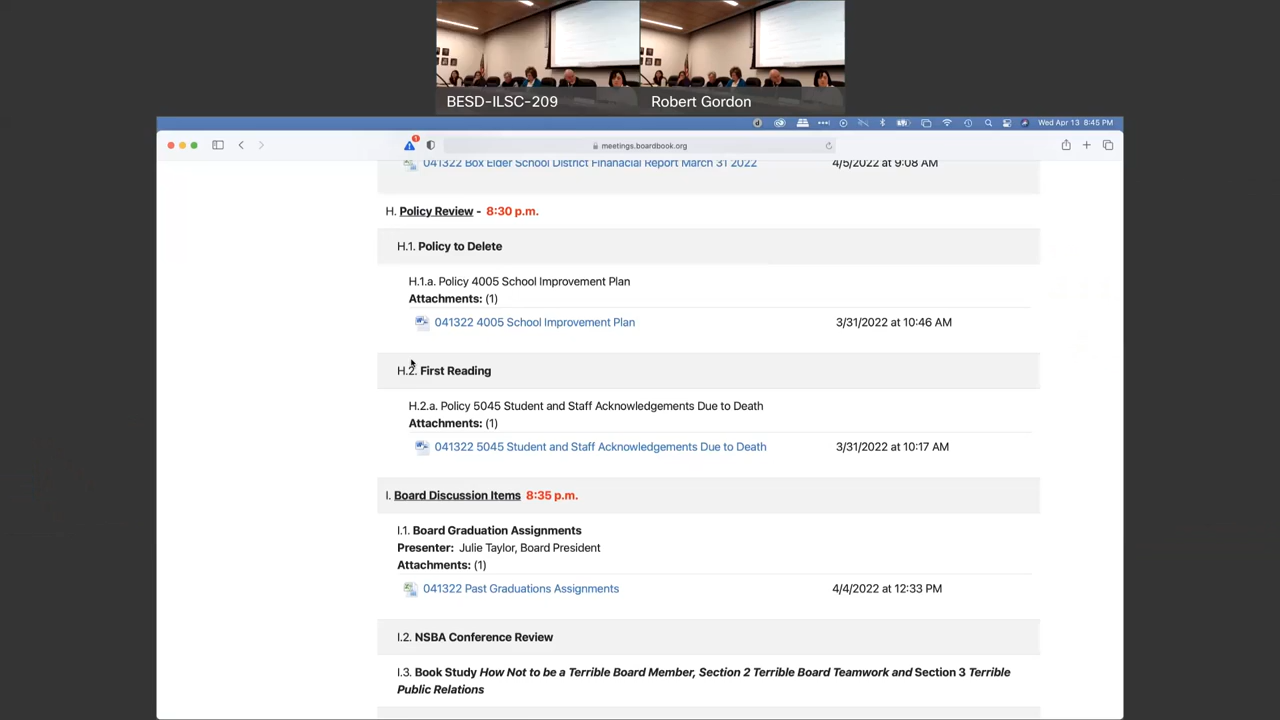 BESD-ILSC-209
Robert Gordon
Wed Apr 13 8:45 PM
meetings.boardbook.org
041322 Box Elder School District Finanacial Report March 31 2022 4/5/2022 at 9:08 AM
H. Policy Review - 8:30 p.m.
H.1. Policy to Delete
H.1.a. Policy 4005 School Improvement Plan
Attachments: (1)
041322 4005 School Improvement Plan 3/31/2022 at 10:46 AM
H.2. First Reading
H.2.a. Policy 5045 Student and Staff Acknowledgements Due to Death
Attachments: (1)
041322 5045 Student and Staff Acknowledgements Due to Death 3/31/2022 at 10:17 AM
I. Board Discussion Items 8:35 p.m.
I.1. Board Graduation Assignments
Presenter: Julie Taylor, Board President
Attachments: (1)
041322 Past Graduations Assignments 4/4/2022 at 12:33 PM
I.2. NSBA Conference Review
I.3. Book Study How Not to be a Terrible Board Member, Section 2 Terrible Board Teamwork and Section 3 Terrible
Public Relations